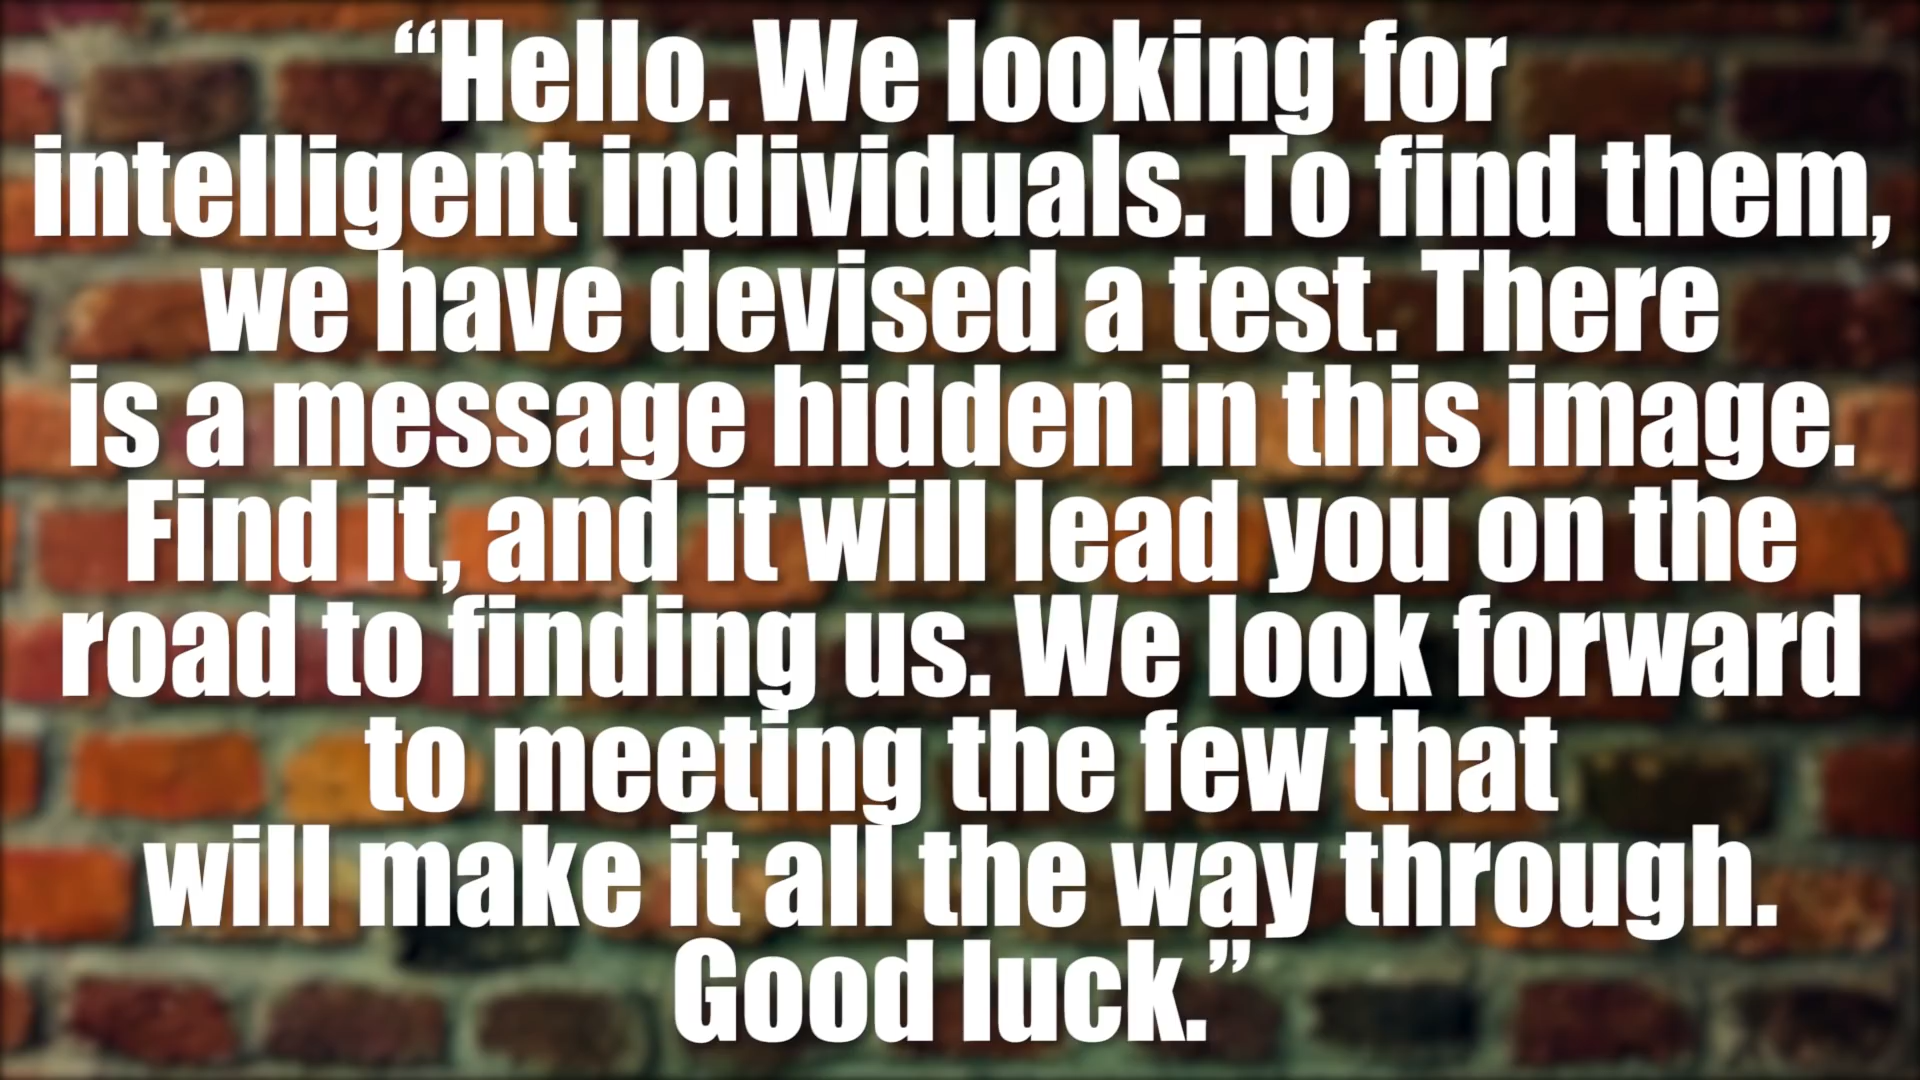 “Hello. We looking for
intelligent individuals. To find them,
we have devised a test. There
is a message hidden in this image.
Find it, and it will lead you on the
road to finding us. We look forward
to meeting the few that
will make it all the way through.
Good luck.”